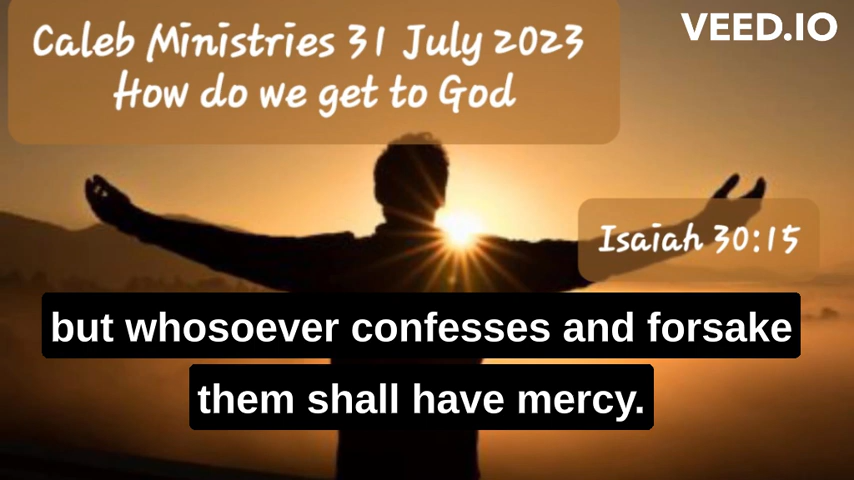 Caleb Ministries 31 July 2023
How do we get to God
VEED.IO
Isaiah 30:15
but whosoever confesses and forsake
them shall have mercy.